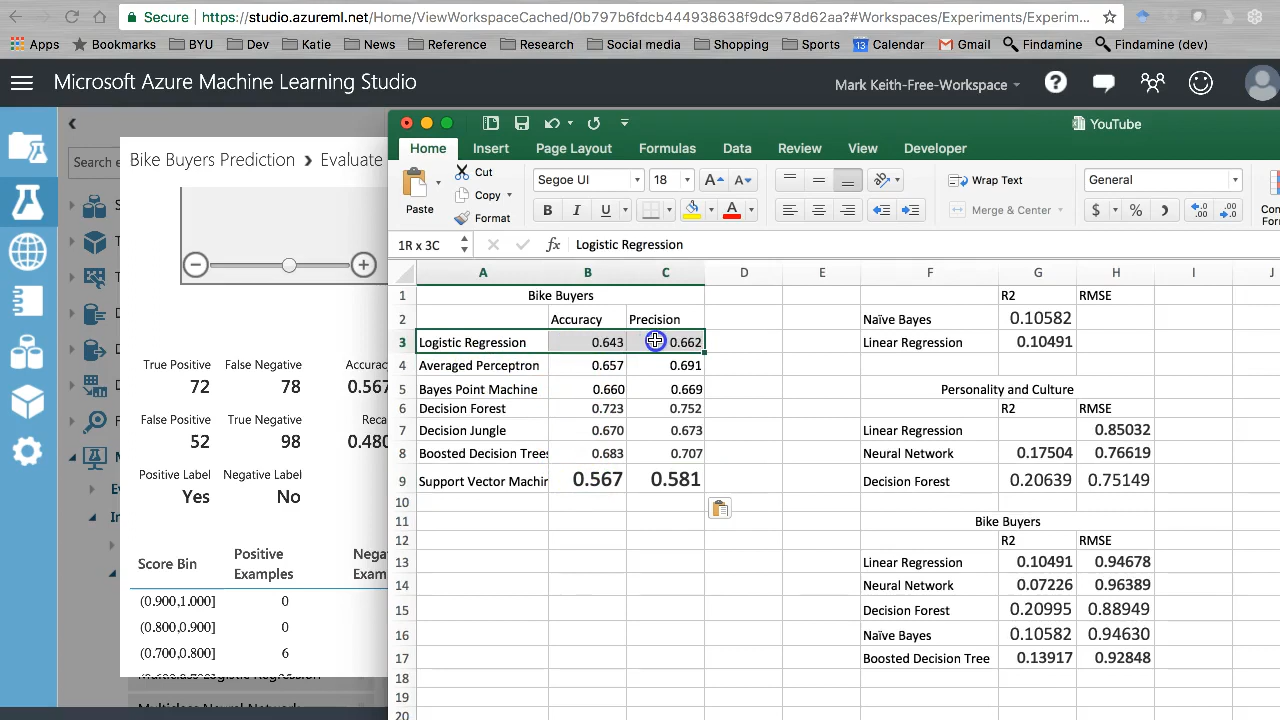 Secure https://studio.azureml.net/Home/ViewWorkspaceCached/0b797b6fdcb444938638f9dc978d62aa?#Workspaces/Experiments/Experim...
Apps Bookmarks BYU Dev Katie News Reference Research Social media Shopping Sports 13 Calendar Gmail Findamine Findamine (dev)
Microsoft Azure Machine Learning Studio
Mark Keith-Free-Workspace
Search e
Bike Buyers Prediction > Evaluate
True Positive False Negative Accurac
72 78 0.567
False Positive True Negative Reca
52 98 0.480
Positive Label Negative Label
Yes No
Score Bin Positive Examples Nega Exam
(0.900,1.000] 0
(0.800,0.900] 0
(0.700,0.800] 6
YouTube
Home Insert Page Layout Formulas Data Review View Developer
Paste Cut Copy Format
Segoe UI 18 A A
B I U A
Wrap Text
Merge & Center
General
$ %
Con
For
1R x 3C fx Logistic Regression
A B C D E F G H I J
1 Bike Buyers R2 RMSE
2 Accuracy Precision Naïve Bayes 0.10582
3 Logistic Regression 0.643 0.662 Linear Regression 0.10491
4 Averaged Perceptron 0.657 0.691
5 Bayes Point Machine 0.660 0.669 Personality and Culture
6 Decision Forest 0.723 0.752 R2 RMSE
7 Decision Jungle 0.670 0.673 Linear Regression 0.85032
8 Boosted Decision Trees 0.683 0.707 Neural Network 0.17504 0.76619
9 Support Vector Machin 0.567 0.581 Decision Forest 0.20639 0.75149
10
11 Bike Buyers
12 R2 RMSE
13 Linear Regression 0.10491 0.94678
14 Neural Network 0.07226 0.96389
15 Decision Forest 0.20995 0.88949
16 Naïve Bayes 0.10582 0.94630
17 Boosted Decision Tree 0.13917 0.92848
18
19
20